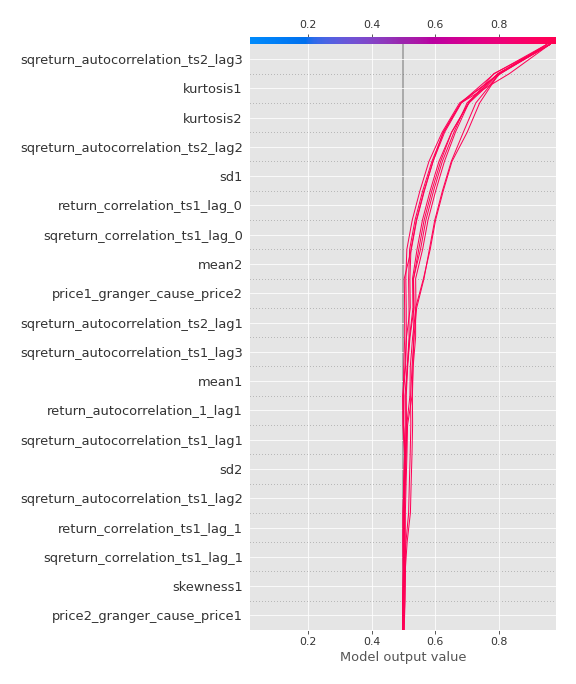 0.2 0.4 0.6 0.8
sqreturn_autocorrelation_ts2_lag3
kurtosis1
kurtosis2
sqreturn_autocorrelation_ts2_lag2
sd1
return_correlation_ts1_lag_0
sqreturn_correlation_ts1_lag_0
mean2
price1_granger_cause_price2
sqreturn_autocorrelation_ts2_lag1
sqreturn_autocorrelation_ts1_lag3
mean1
return_autocorrelation_1_lag1
sqreturn_autocorrelation_ts1_lag1
sd2
sqreturn_autocorrelation_ts1_lag2
return_correlation_ts1_lag_1
sqreturn_correlation_ts1_lag_1
skewness1
price2_granger_cause_price1
0.2 0.4 0.6 0.8
Model output value